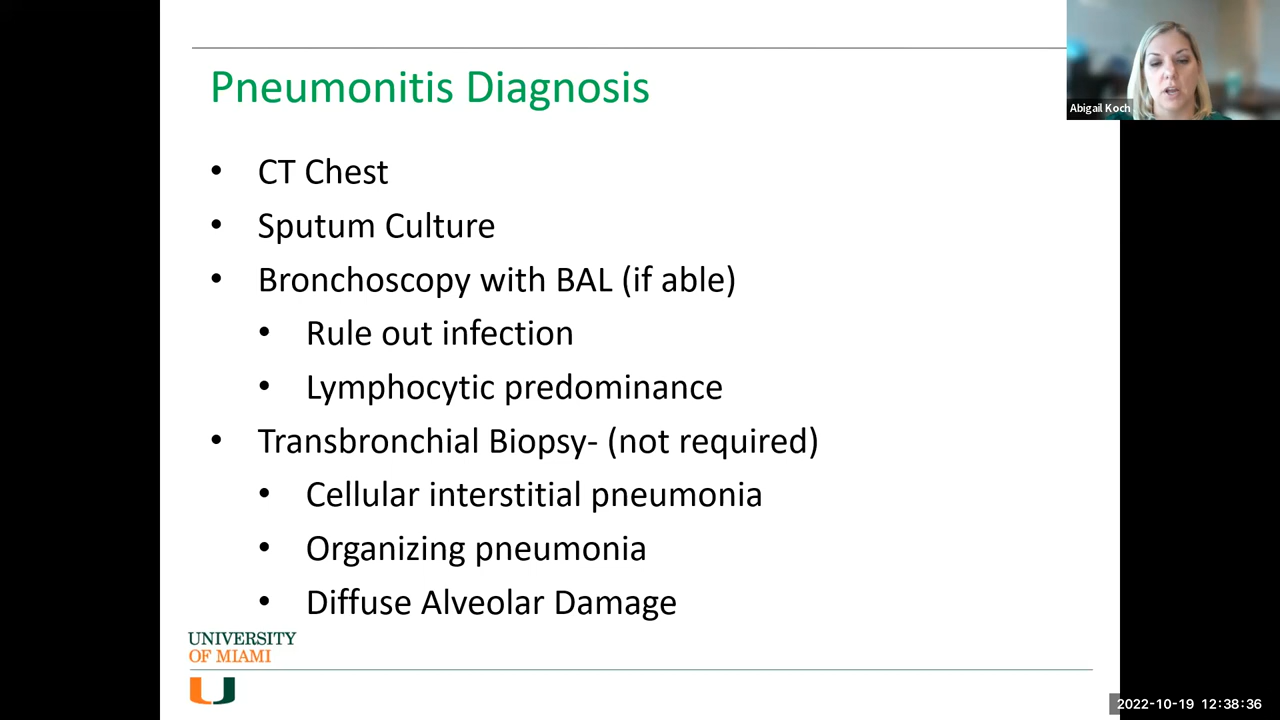 Pneumonitis Diagnosis
Abigail Koch
• CT Chest
• Sputum Culture
• Bronchoscopy with BAL (if able)
• Rule out infection
• Lymphocytic predominance
• Transbronchial Biopsy- (not required)
• Cellular interstitial pneumonia
• Organizing pneumonia
• Diffuse Alveolar Damage
UNIVERSITY
OF MIAMI
U
2022-10-19 12:38:36